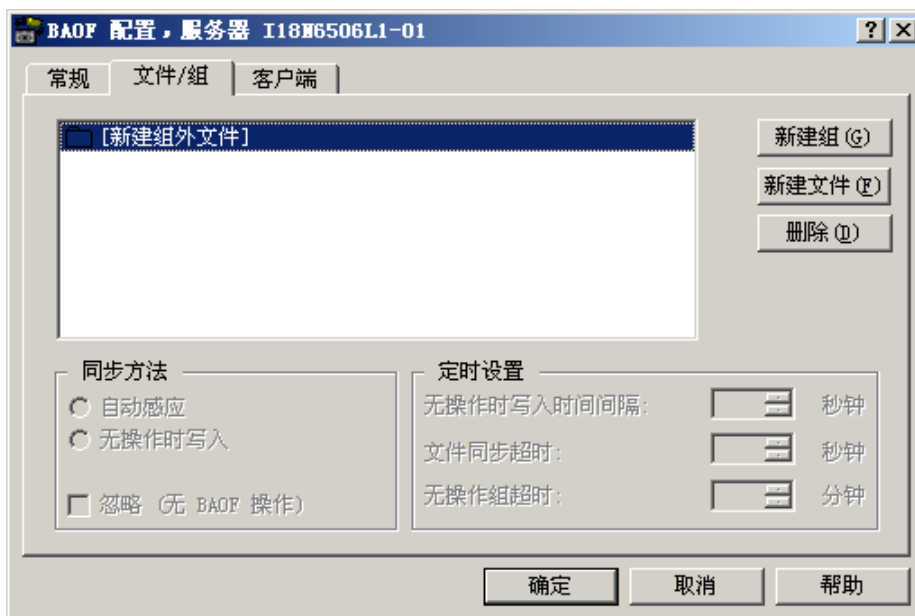 BAOF 配置，服务器 I18N6506L1-01
常规 文件/组 客户端
[新建组外文件]
新建组(G)
新建文件(F)
删除(D)
同步方法
自动感应
无操作时写入
忽略 (无 BAOF 操作)
定时设置
无操作时写入时间间隔: 秒钟
文件同步超时: 秒钟
无操作组超时: 分钟
确定 取消 帮助